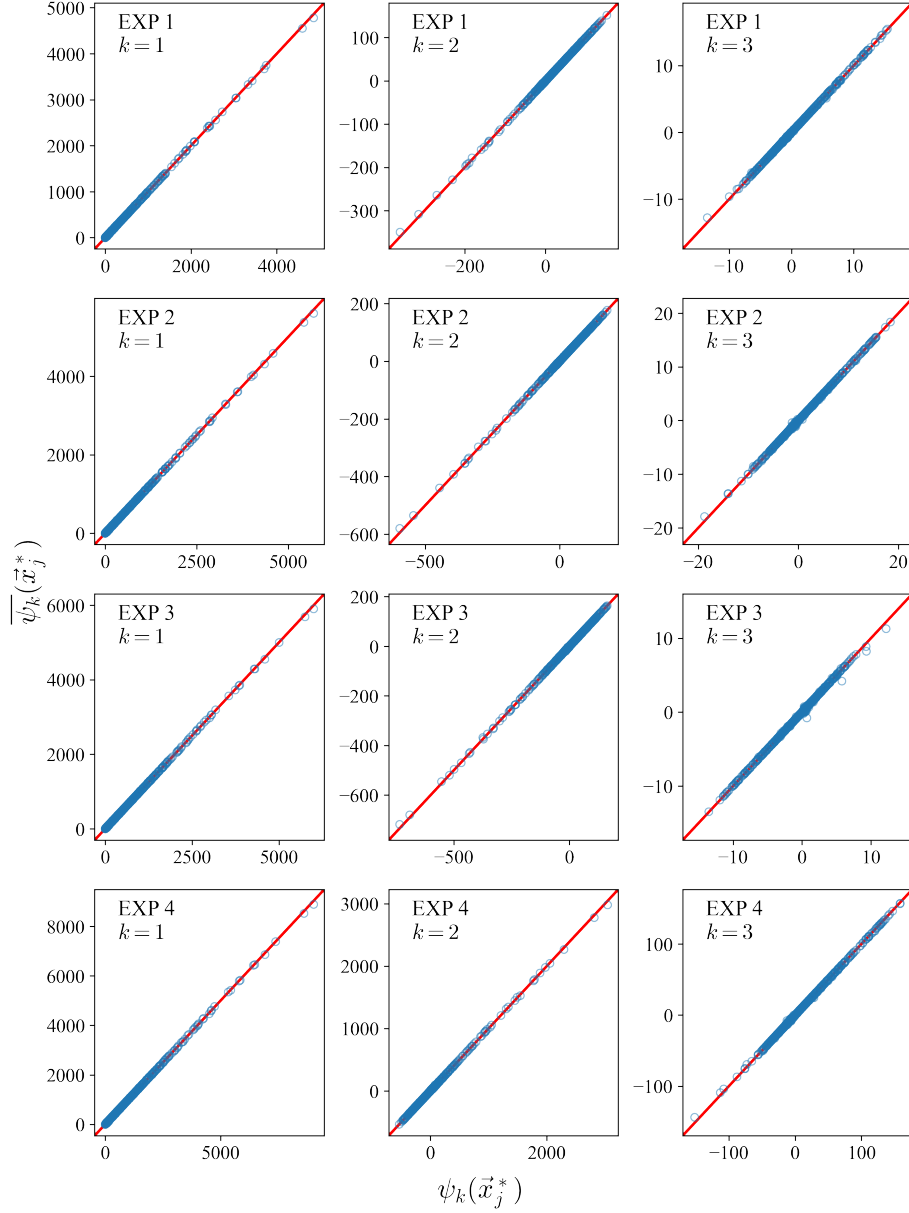 EXP 1
k = 1
5000
4000
3000
2000
1000
0
0 2000 4000
EXP 1
k = 2
100
0
−100
−200
−300
−200 0
EXP 1
k = 3
10
0
−10
−10 0 10
EXP 2
k = 1
4000
2000
0
0 2500 5000
EXP 2
k = 2
200
0
−200
−400
−600
−500 0
EXP 2
k = 3
20
10
0
−10
−20
−20 0 20
EXP 3
k = 1
6000
4000
2000
0
0 2500 5000
EXP 3
k = 2
200
0
−200
−400
−600
−500 0
EXP 3
k = 3
10
0
−10
−10 0 10
EXP 4
k = 1
8000
6000
4000
2000
0
0 5000
EXP 4
k = 2
3000
2000
1000
0
0 2000
EXP 4
k = 3
100
0
−100
−100 0 100
$\overline{\psi_k}(\vec{x}_j^*)$
$\psi_k(\vec{x}_j^*)$